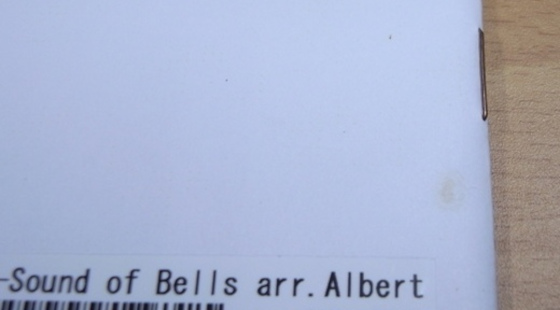 -Sound of Bells arr. Albert